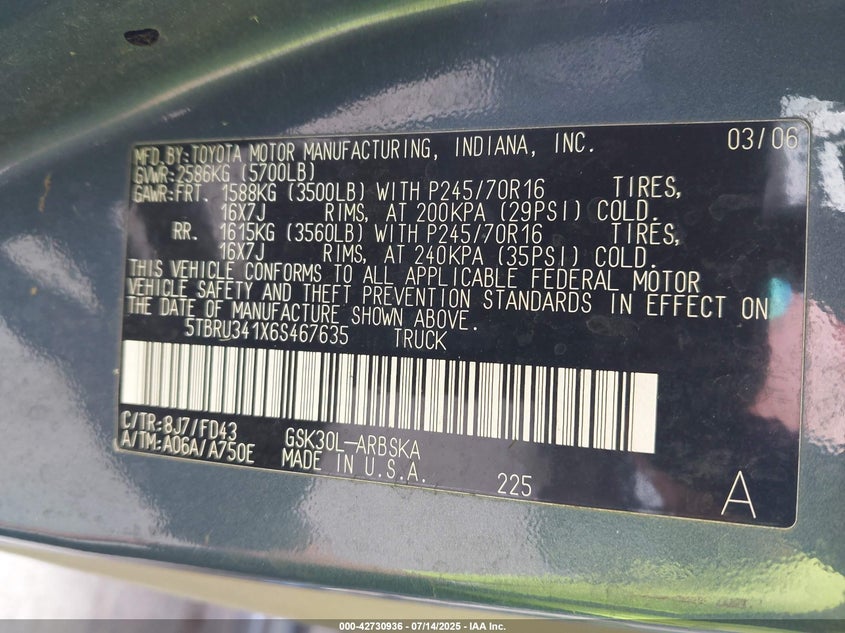 MFD.BY:TOYOTA MOTOR MANUFACTURING, INDIANA, INC. 03/06
GVWR:2586KG (5700LB)
GAWR:FRT. 1588KG (3500LB) WITH P245/70R16 TIRES,
16X7J RIMS, AT 200KPA (29PSI) COLD.
RR. 1615KG (3560LB) WITH P245/70R16 TIRES,
16X7J RIMS, AT 240KPA (35PSI) COLD.
THIS VEHICLE CONFORMS TO ALL APPLICABLE FEDERAL MOTOR
VEHICLE SAFETY AND THEFT PREVENTION STANDARDS IN EFFECT ON
THE DATE OF MANUFACTURE SHOWN ABOVE.
5TBRU341X6S467635 TRUCK
C/TR:8J7/FD43 GSK30L-ARBSKA
A/TM:A06A/A750E MADE IN U.S.A. 225
A
000-42730936 - 07/14/2025 - IAA Inc.